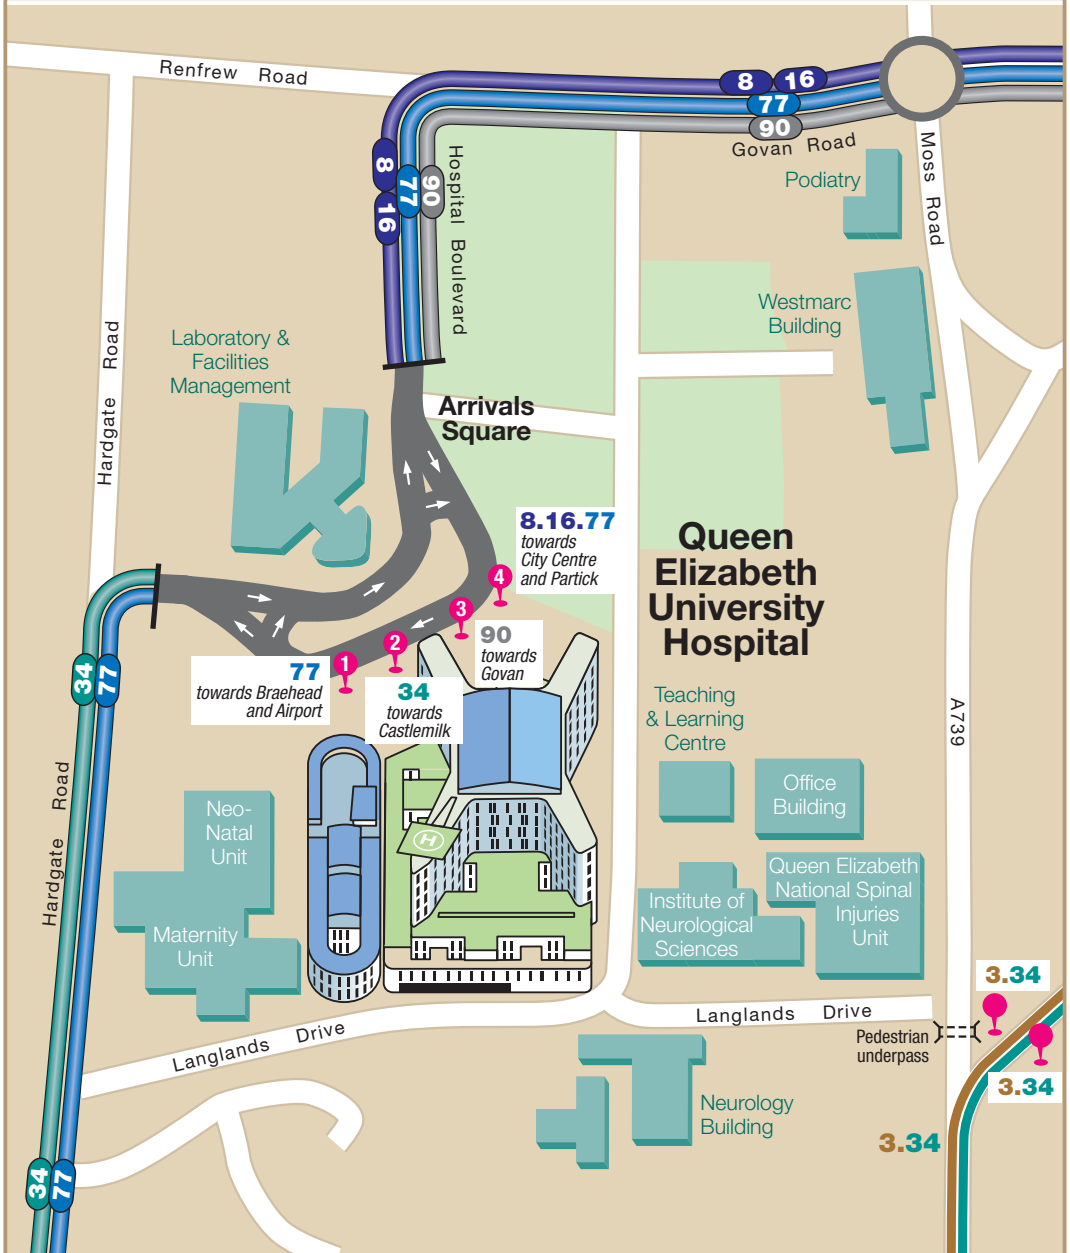 Renfrew Road
8
16
77
90
Govan Road
Moss Road
8
16
77
90
Hospital Boulevard
Podiatry
Westmarc
Building
Hardgate Road
Laboratory &
Facilities
Management
Arrivals
Square
8.16.77
towards
City Centre
and Partick
4
3
2
1
90
towards
Govan
77
towards Braehead
and Airport
34
towards
Castlemilk
Queen
Elizabeth
University
Hospital
34
77
Teaching
& Learning
Centre
A739
Office
Building
Hardgate Road
Neo-
Natal
Unit
Maternity
Unit
H
Institute of
Neurological
Sciences
Queen Elizabeth
National Spinal
Injuries
Unit
3.34
Langlands Drive
Langlands Drive
Pedestrian
underpass
3.34
Neurology
Building
3.34
34
77